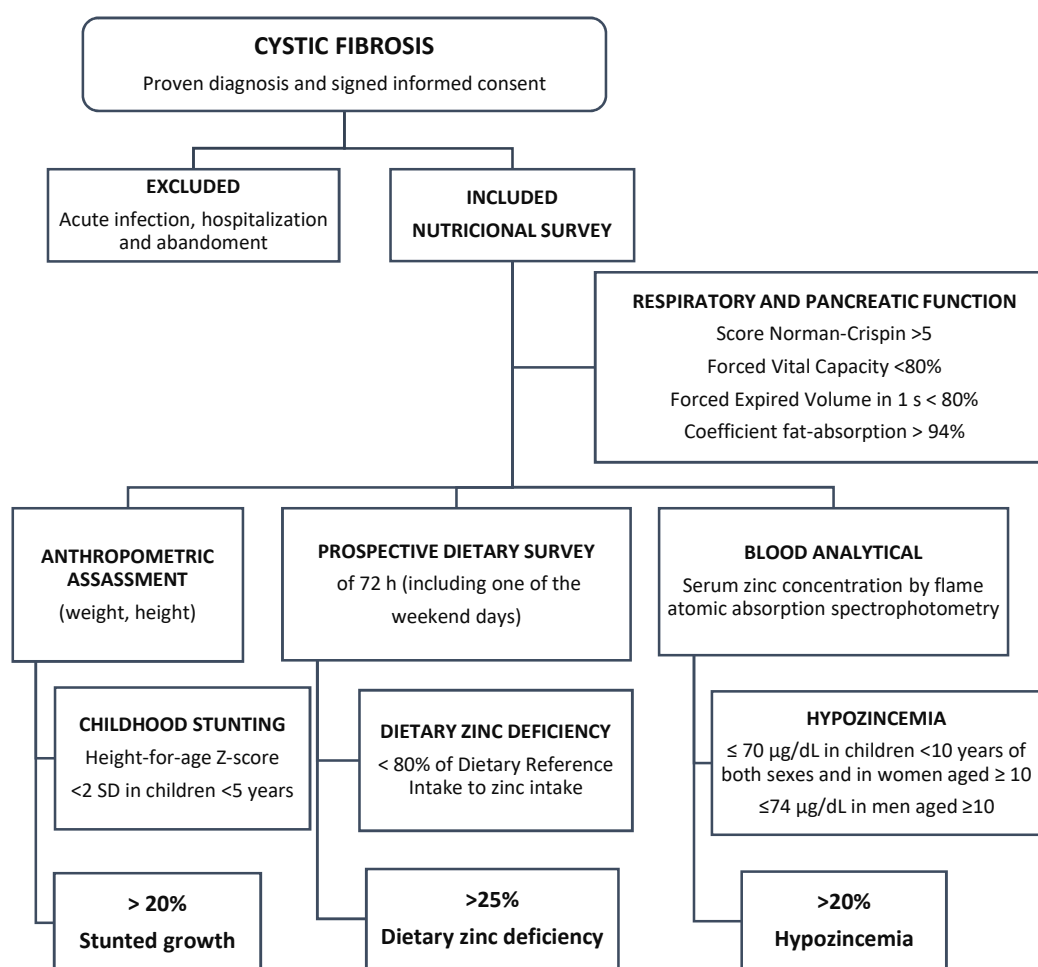 CYSTIC FIBROSIS
Proven diagnosis and signed informed consent
EXCLUDED
Acute infection, hospitalization
and abandoment
INCLUDED
NUTRICIONAL SURVEY
RESPIRATORY AND PANCREATIC FUNCTION
Score Norman-Crispin >5
Forced Vital Capacity <80%
Forced Expired Volume in 1 s < 80%
Coefficient fat-absorption > 94%
ANTHROPOMETRIC
ASSASSMENT
(weight, height)
PROSPECTIVE DIETARY SURVEY
of 72 h (including one of the
weekend days)
BLOOD ANALYTICAL
Serum zinc concentration by flame
atomic absorption spectrophotometry
CHILDHOOD STUNTING
Height-for-age Z-score
<2 SD in children <5 years
DIETARY ZINC DEFICIENCY
< 80% of Dietary Reference
Intake to zinc intake
HYPOZINCEMIA
≤ 70 µg/dL in children <10 years of
both sexes and in women aged ≥ 10
≤74 µg/dL in men aged ≥10
> 20%
Stunted growth
>25%
Dietary zinc deficiency
>20%
Hypozincemia